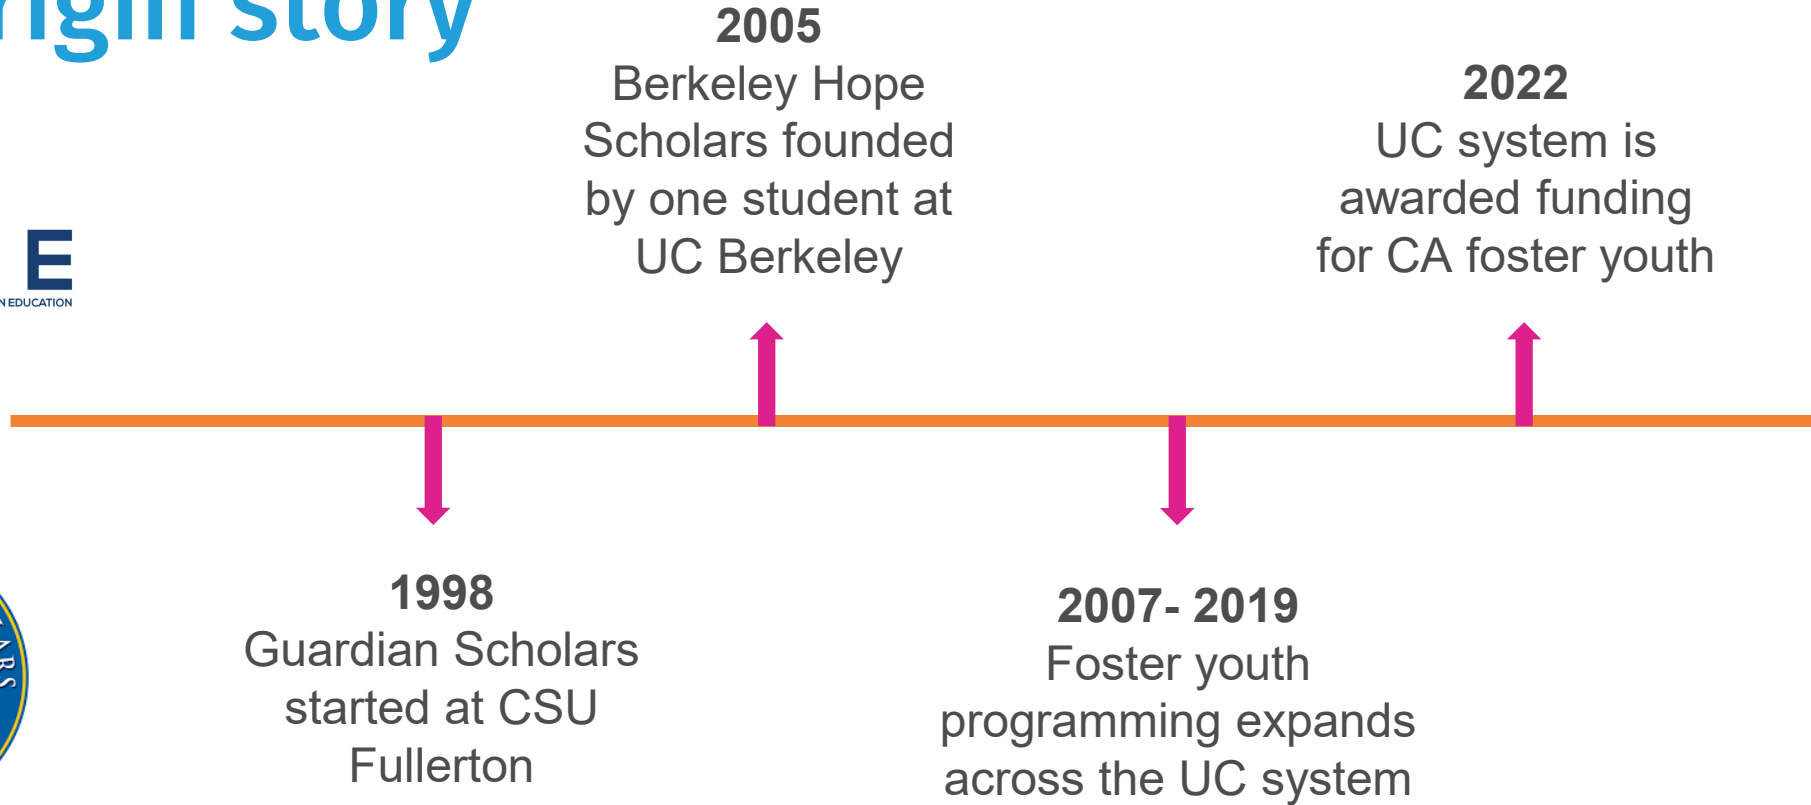 rigin story
2005
Berkeley Hope
Scholars founded
by one student at
UC Berkeley
2022
UC system is
awarded funding
for CA foster youth
E
N EDUCATION
1998
Guardian Scholars
started at CSU
Fullerton
2007- 2019
Foster youth
programming expands
across the UC system